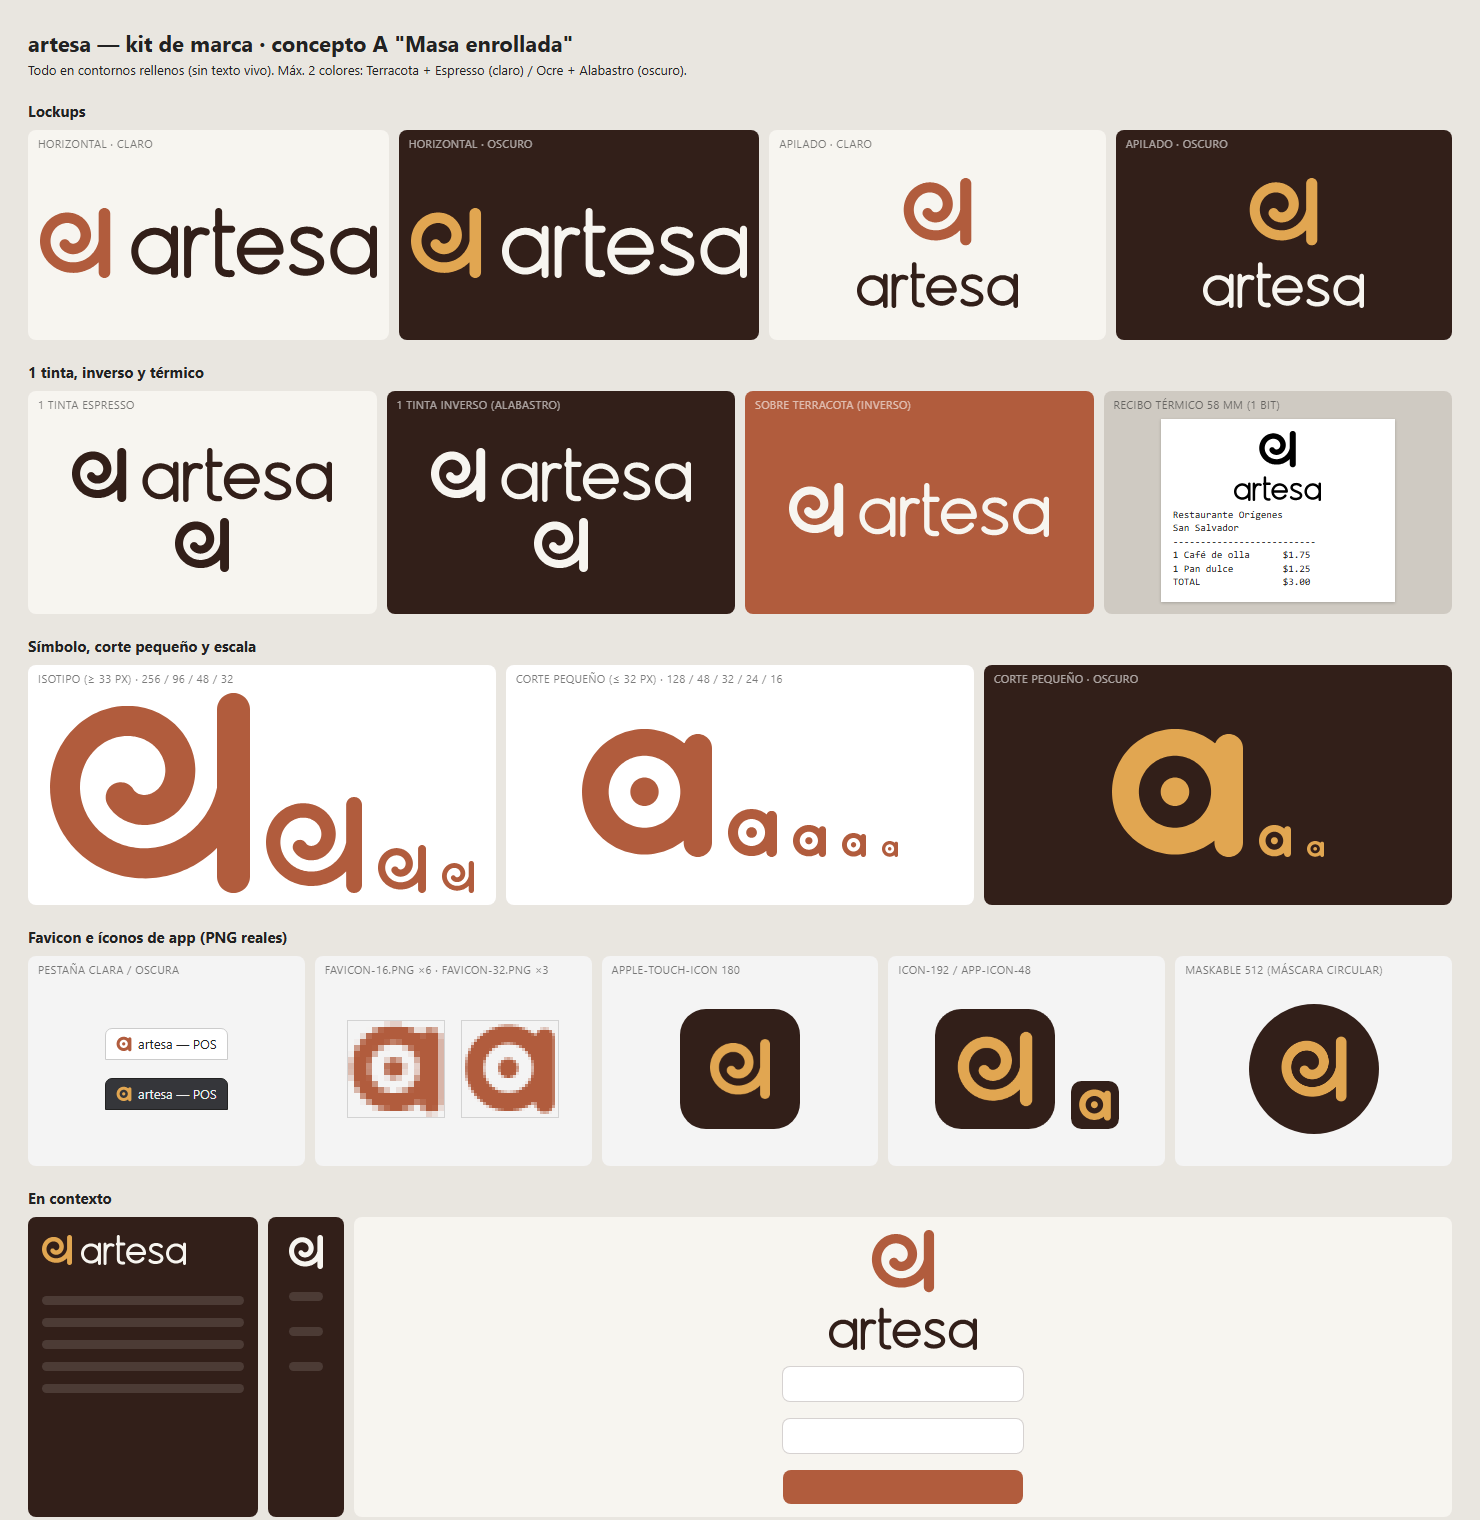 artesa — kit de marca · concepto A "Masa enrollada"
Todo en contornos rellenos (sin texto vivo). Máx. 2 colores: Terracota + Espresso (claro) / Ocre + Alabastro (oscuro).
Lockups
HORIZONTAL · CLARO
artesa
HORIZONTAL · OSCURO
artesa
APILADO · CLARO
artesa
APILADO · OSCURO
artesa
1 tinta, inverso y térmico
1 TINTA ESPRESSO
artesa
1 TINTA INVERSO (ALABASTRO)
artesa
SOBRE TERRACOTA (INVERSO)
artesa
RECIBO TÉRMICO 58 MM (1 BIT)
artesa
Restaurante Orígenes
San Salvador
--------------------------
1 Café de olla $1.75
1 Pan dulce $1.25
TOTAL $3.00
Símbolo, corte pequeño y escala
ISOTIPO (≥ 33 PX) · 256 / 96 / 48 / 32
CORTE PEQUEÑO (≤ 32 PX) · 128 / 48 / 32 / 24 / 16
CORTE PEQUEÑO · OSCURO
Favicon e íconos de app (PNG reales)
PESTAÑA CLARA / OSCURA
artesa — POS
artesa — POS
FAVICON-16.PNG ×6 · FAVICON-32.PNG ×3
APPLE-TOUCH-ICON 180
ICON-192 / APP-ICON-48
MASKABLE 512 (MÁSCARA CIRCULAR)
En contexto
artesa
artesa